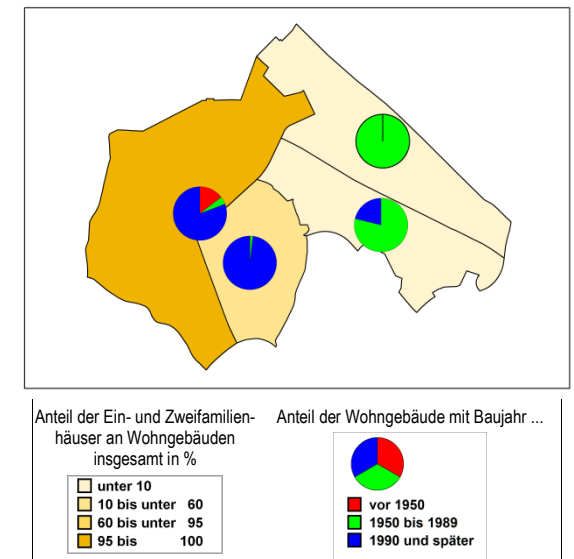 Anteil der Ein- und Zweifamilien-
häuser an Wohngebäuden
insgesamt in %
unter 10
10 bis unter 60
60 bis unter 95
95 bis 100
Anteil der Wohngebäude mit Baujahr ...
vor 1950
1950 bis 1989
1990 und später